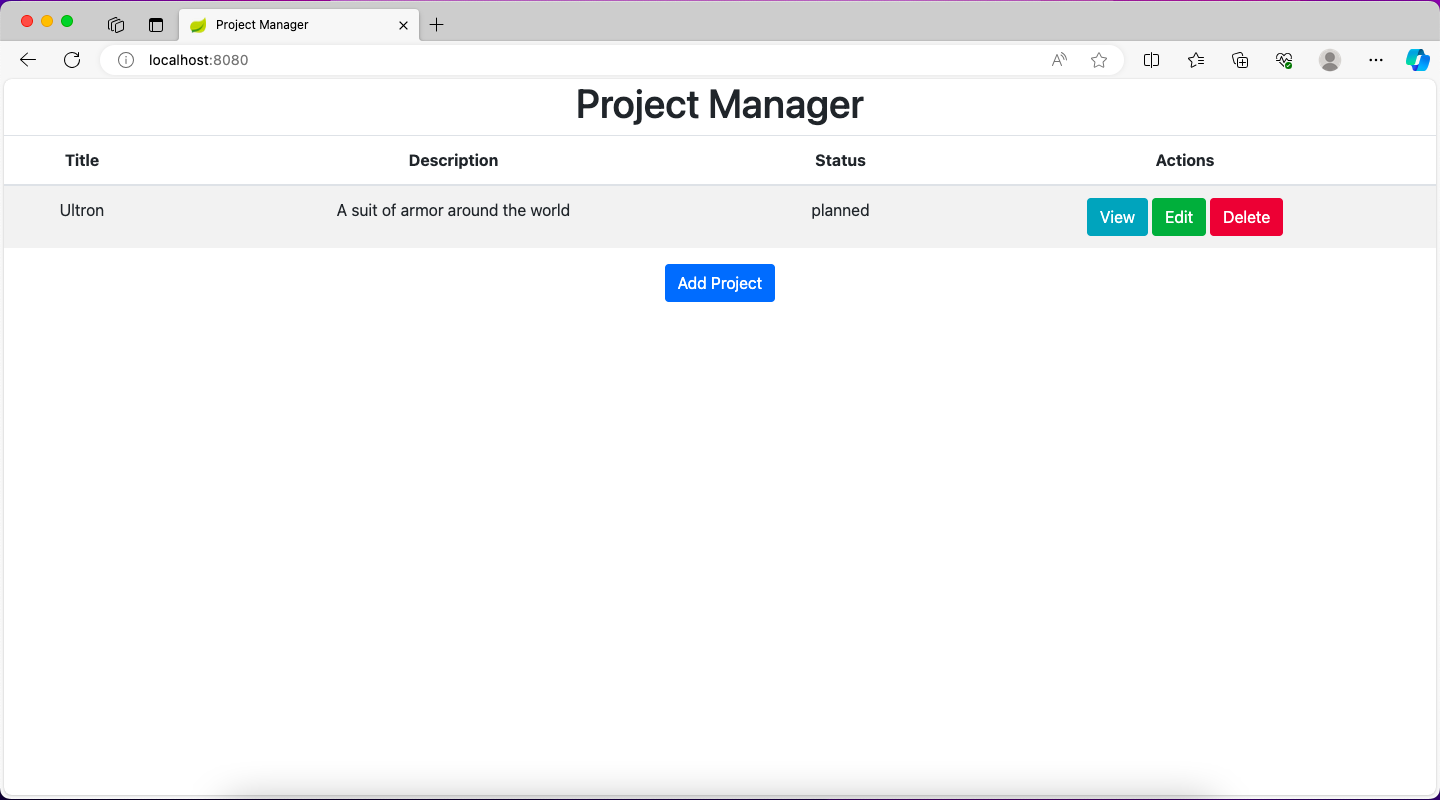 Project Manager
localhost:8080
Project Manager
Title Description Status Actions
Ultron A suit of armor around the world planned View Edit Delete
Add Project